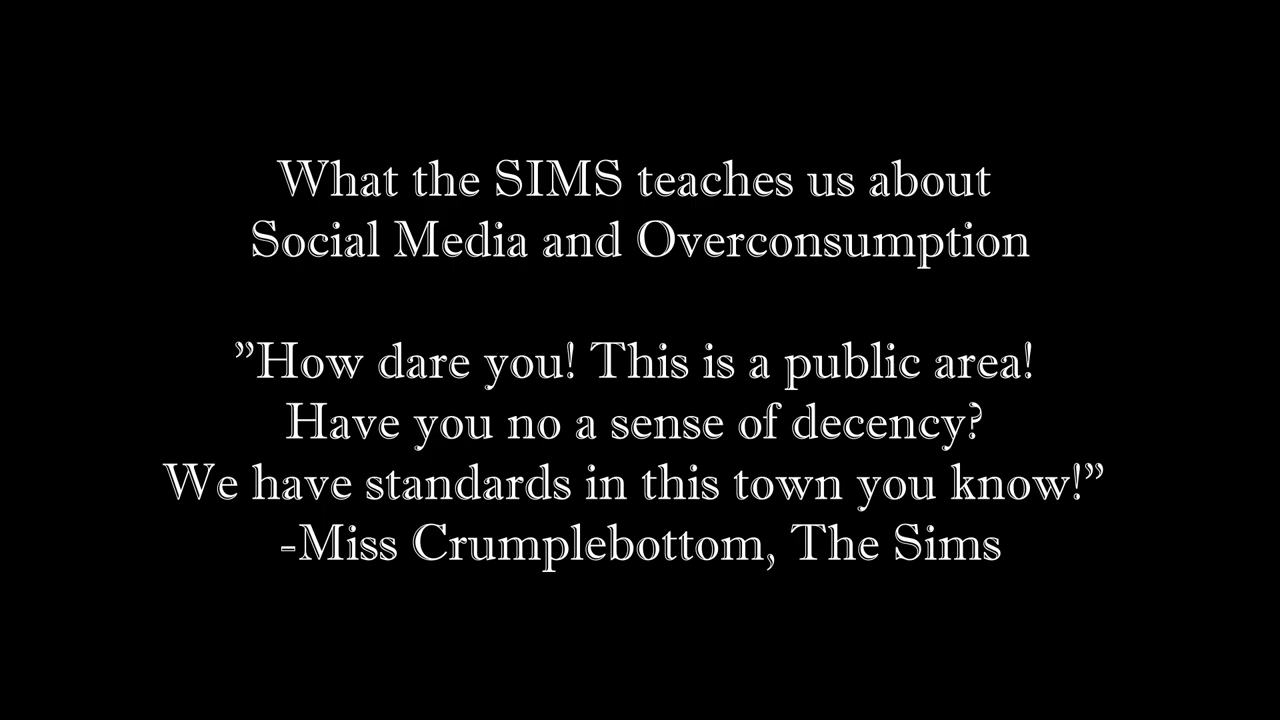 What the SIMS teaches us about
Social Media and Overconsumption
”How dare you! This is a public area!
Have you no a sense of decency?
We have standards in this town you know!”
-Miss Crumplebottom, The Sims